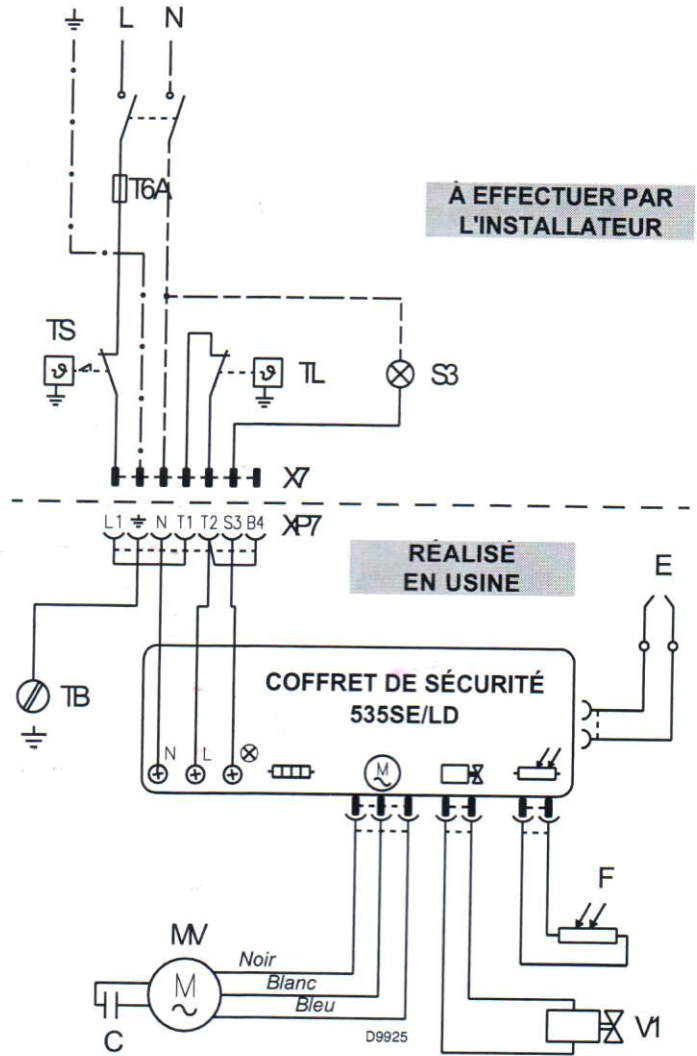 L N
T6A
À EFFECTUER PAR
L'INSTALLATEUR
TS
TL
S3
X7
L1 N T1 T2 S3 B4 XP7
RÉALISÉ
EN USINE
E
TB
COFFRET DE SÉCURITÉ
535SE/LD
N L
M
F
MV
Noir
M
Blanc
Bleu
C
D9925
V1